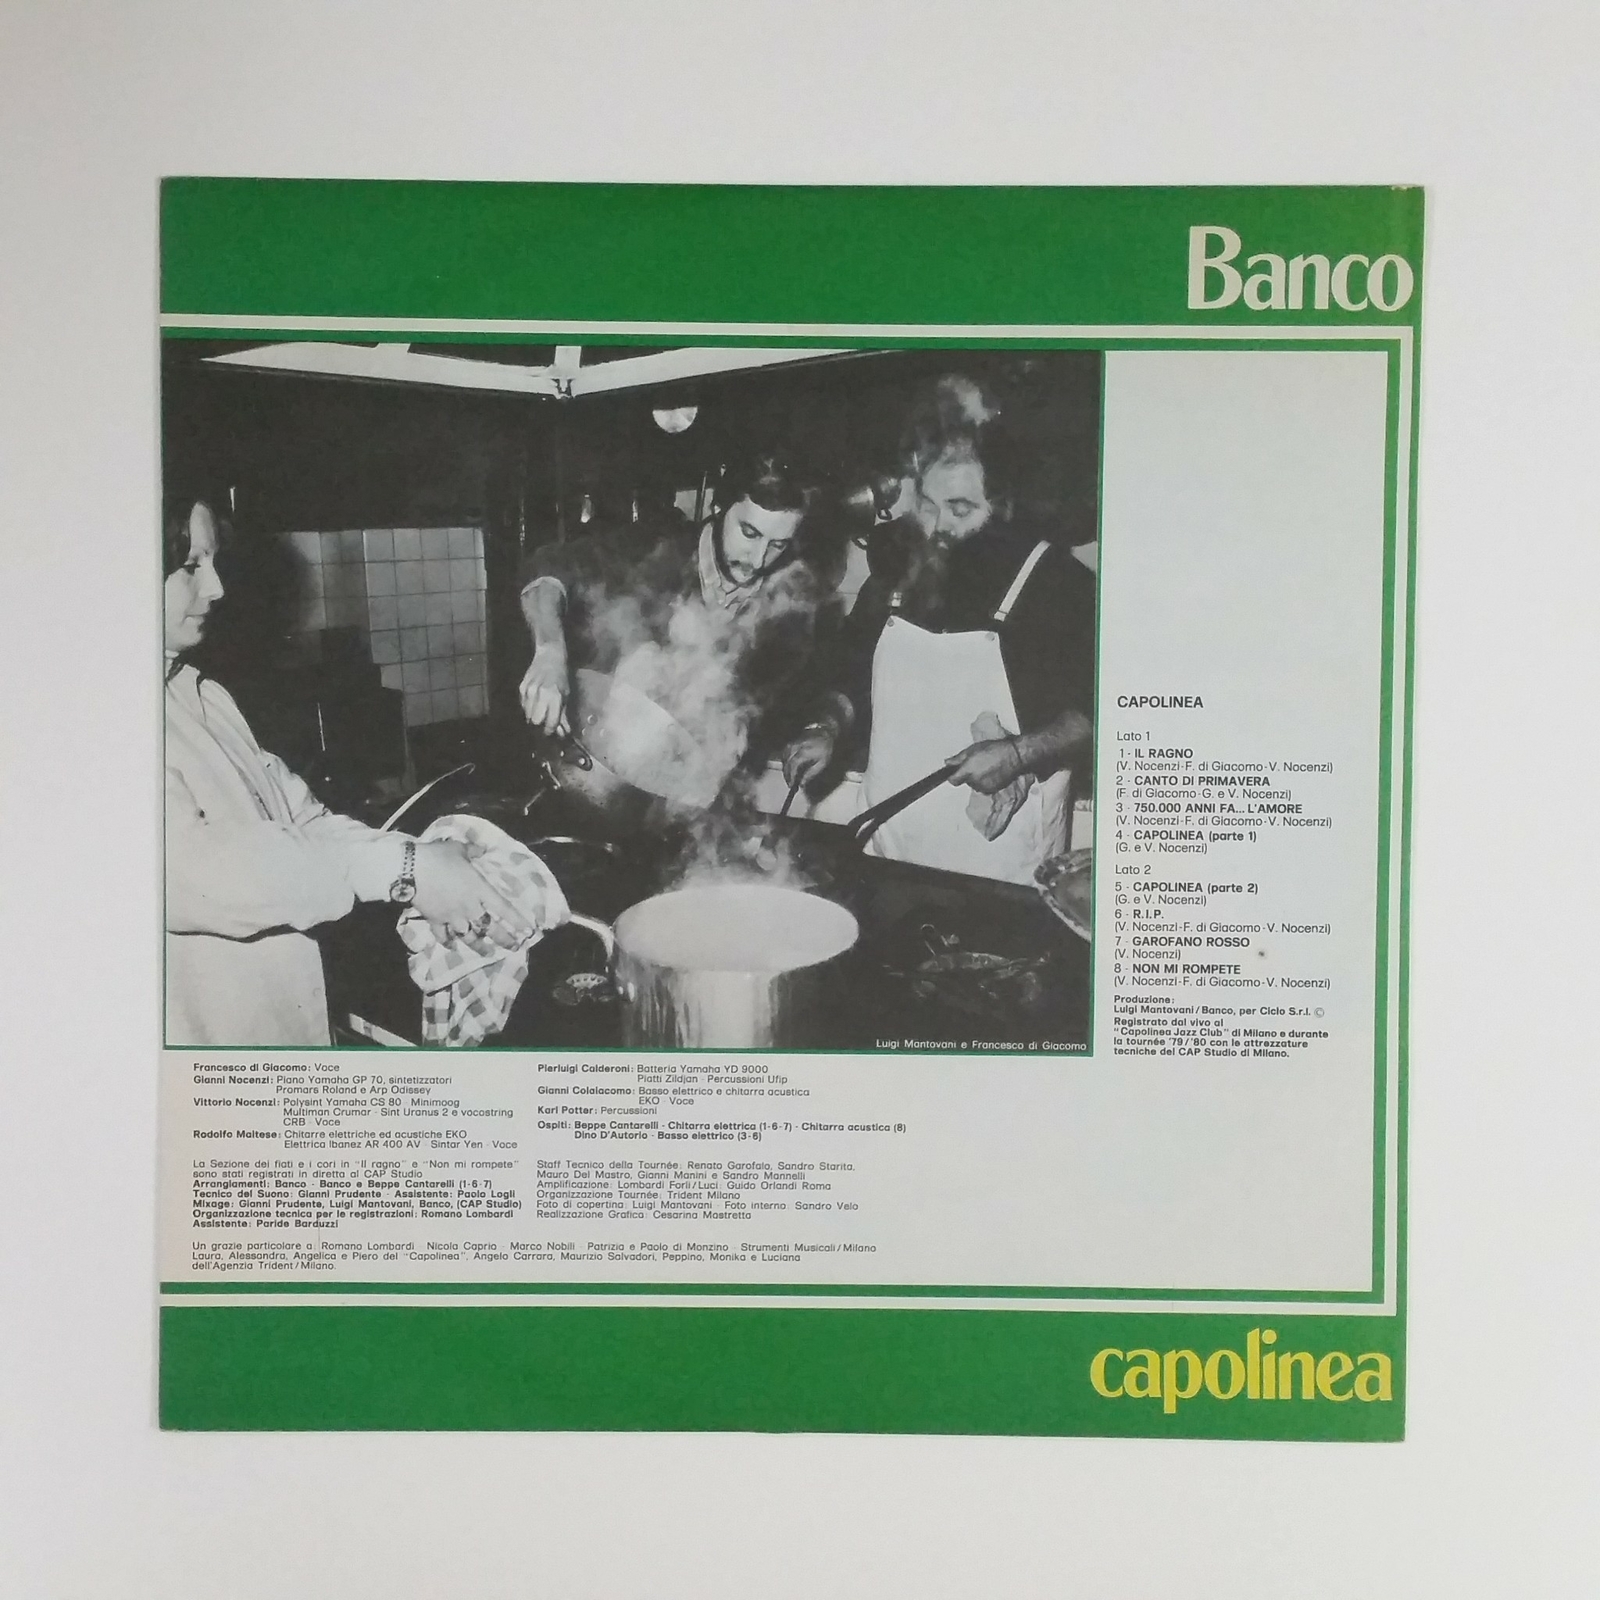 Banco
Luigi Mantovani e Francesco di Giacomo
CAPOLINEA
Lato 1
1 - IL RAGNO
(V. Nocenzi-F. di Giacomo-V. Nocenzi)
2 - CANTO DI PRIMAVERA
(F. di Giacomo-G. e V. Nocenzi)
3 - 750.000 ANNI FA... L'AMORE
(V. Nocenzi-F. di Giacomo-V. Nocenzi)
4 - CAPOLINEA (parte 1)
(G. e V. Nocenzi)
Lato 2
5 - CAPOLINEA (parte 2)
(G. e V. Nocenzi)
6 - R.I.P.
(V. Nocenzi-F. di Giacomo-V. Nocenzi)
7 - GAROFANO ROSSO
(V. Nocenzi)
8 - NON MI ROMPETE
(V. Nocenzi-F. di Giacomo-V. Nocenzi)
Produzione:
Luigi Mantovani/Banco, per Ciclo S.r.l. ©
Registrato dal vivo al
"Capolinea Jazz Club" di Milano e durante
la tournée '79/'80 con le attrezzature
tecniche del CAP Studio di Milano.
Francesco di Giacomo: Voce
Gianni Nocenzi: Piano Yamaha GP 70, sintetizzatori
Promars Roland e Arp Odissey
Vittorio Nocenzi: Polysint Yamaha CS 80 - Minimoog
Multiman Crumar - Sint Uranus 2 e vocostring
CRB - Voce
Rodolfo Maltese: Chitarre elettriche ed acustiche EKO
Elettrica Ibanez AR 400 AV - Sintar Yen - Voce
Pierluigi Calderoni: Batteria Yamaha YD 9000
Piatti Zildjan - Percussioni Ufip
Gianni Colaiacomo: Basso elettrico e chitarra acustica
EKO - Voce
Karl Potter: Percussioni
Ospiti: Beppe Cantarelli - Chitarra elettrica (1-6-7) - Chitarra acustica (8)
Dino D'Autorio - Basso elettrico (3-6)
La Sezione dei fiati e i cori in "Il ragno" e "Non mi rompete"
sono stati registrati in diretta al CAP Studio
Arrangiamenti: Banco - Banco e Beppe Cantarelli (1-6-7)
Tecnico del Suono: Gianni Prudente - Assistente: Paolo Logli
Mixage: Gianni Prudente, Luigi Mantovani, Banco, (CAP Studio)
Organizzazione tecnica per le registrazioni: Romano Lombardi
Assistente: Paride Barduzzi
Staff Tecnico della Tournée: Renato Garofalo, Sandro Starita,
Mauro Del Mastro, Gianni Manini e Sandro Mannelli
Amplificazione: Lombardi Forlì/Luci: Guido Orlandi Roma
Organizzazione Tournée: Trident Milano
Foto di copertina: Luigi Mantovani - Foto interna: Sandro Velo
Realizzazione Grafica: Cesarina Mastretta
Un grazie particolare a: Romano Lombardi - Nicola Caprio - Marco Nobili - Patrizia e Paolo di Monzino - Strumenti Musicali/Milano
Laura, Alessandra, Angelica e Piero del "Capolinea", Angelo Carrara, Maurizio Salvadori, Peppino, Monika e Luciana
dell'Agenzia Trident/Milano.
capolinea